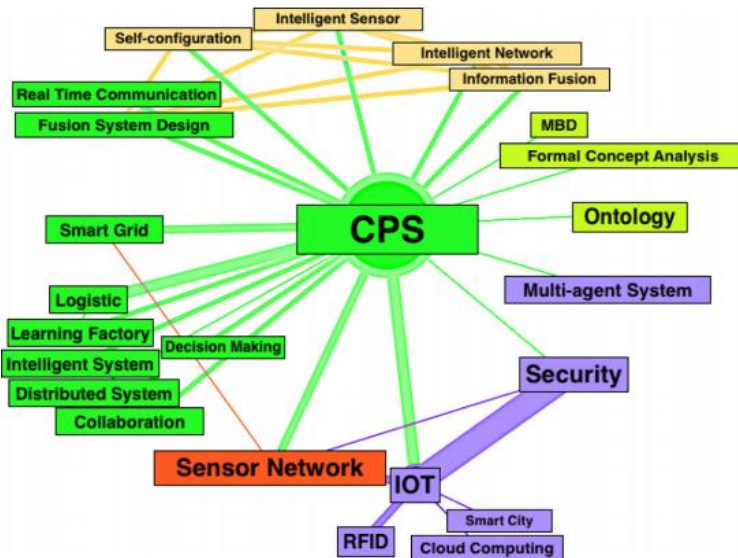 Intelligent Sensor
Self-configuration
Intelligent Network
Information Fusion
Real Time Communication
Fusion System Design
MBD
Formal Concept Analysis
CPS
Ontology
Smart Grid
Multi-agent System
Logistic
Learning Factory
Decision Making
Intelligent System
Security
Distributed System
Collaboration
Sensor Network
IOT
Smart City
RFID
Cloud Computing